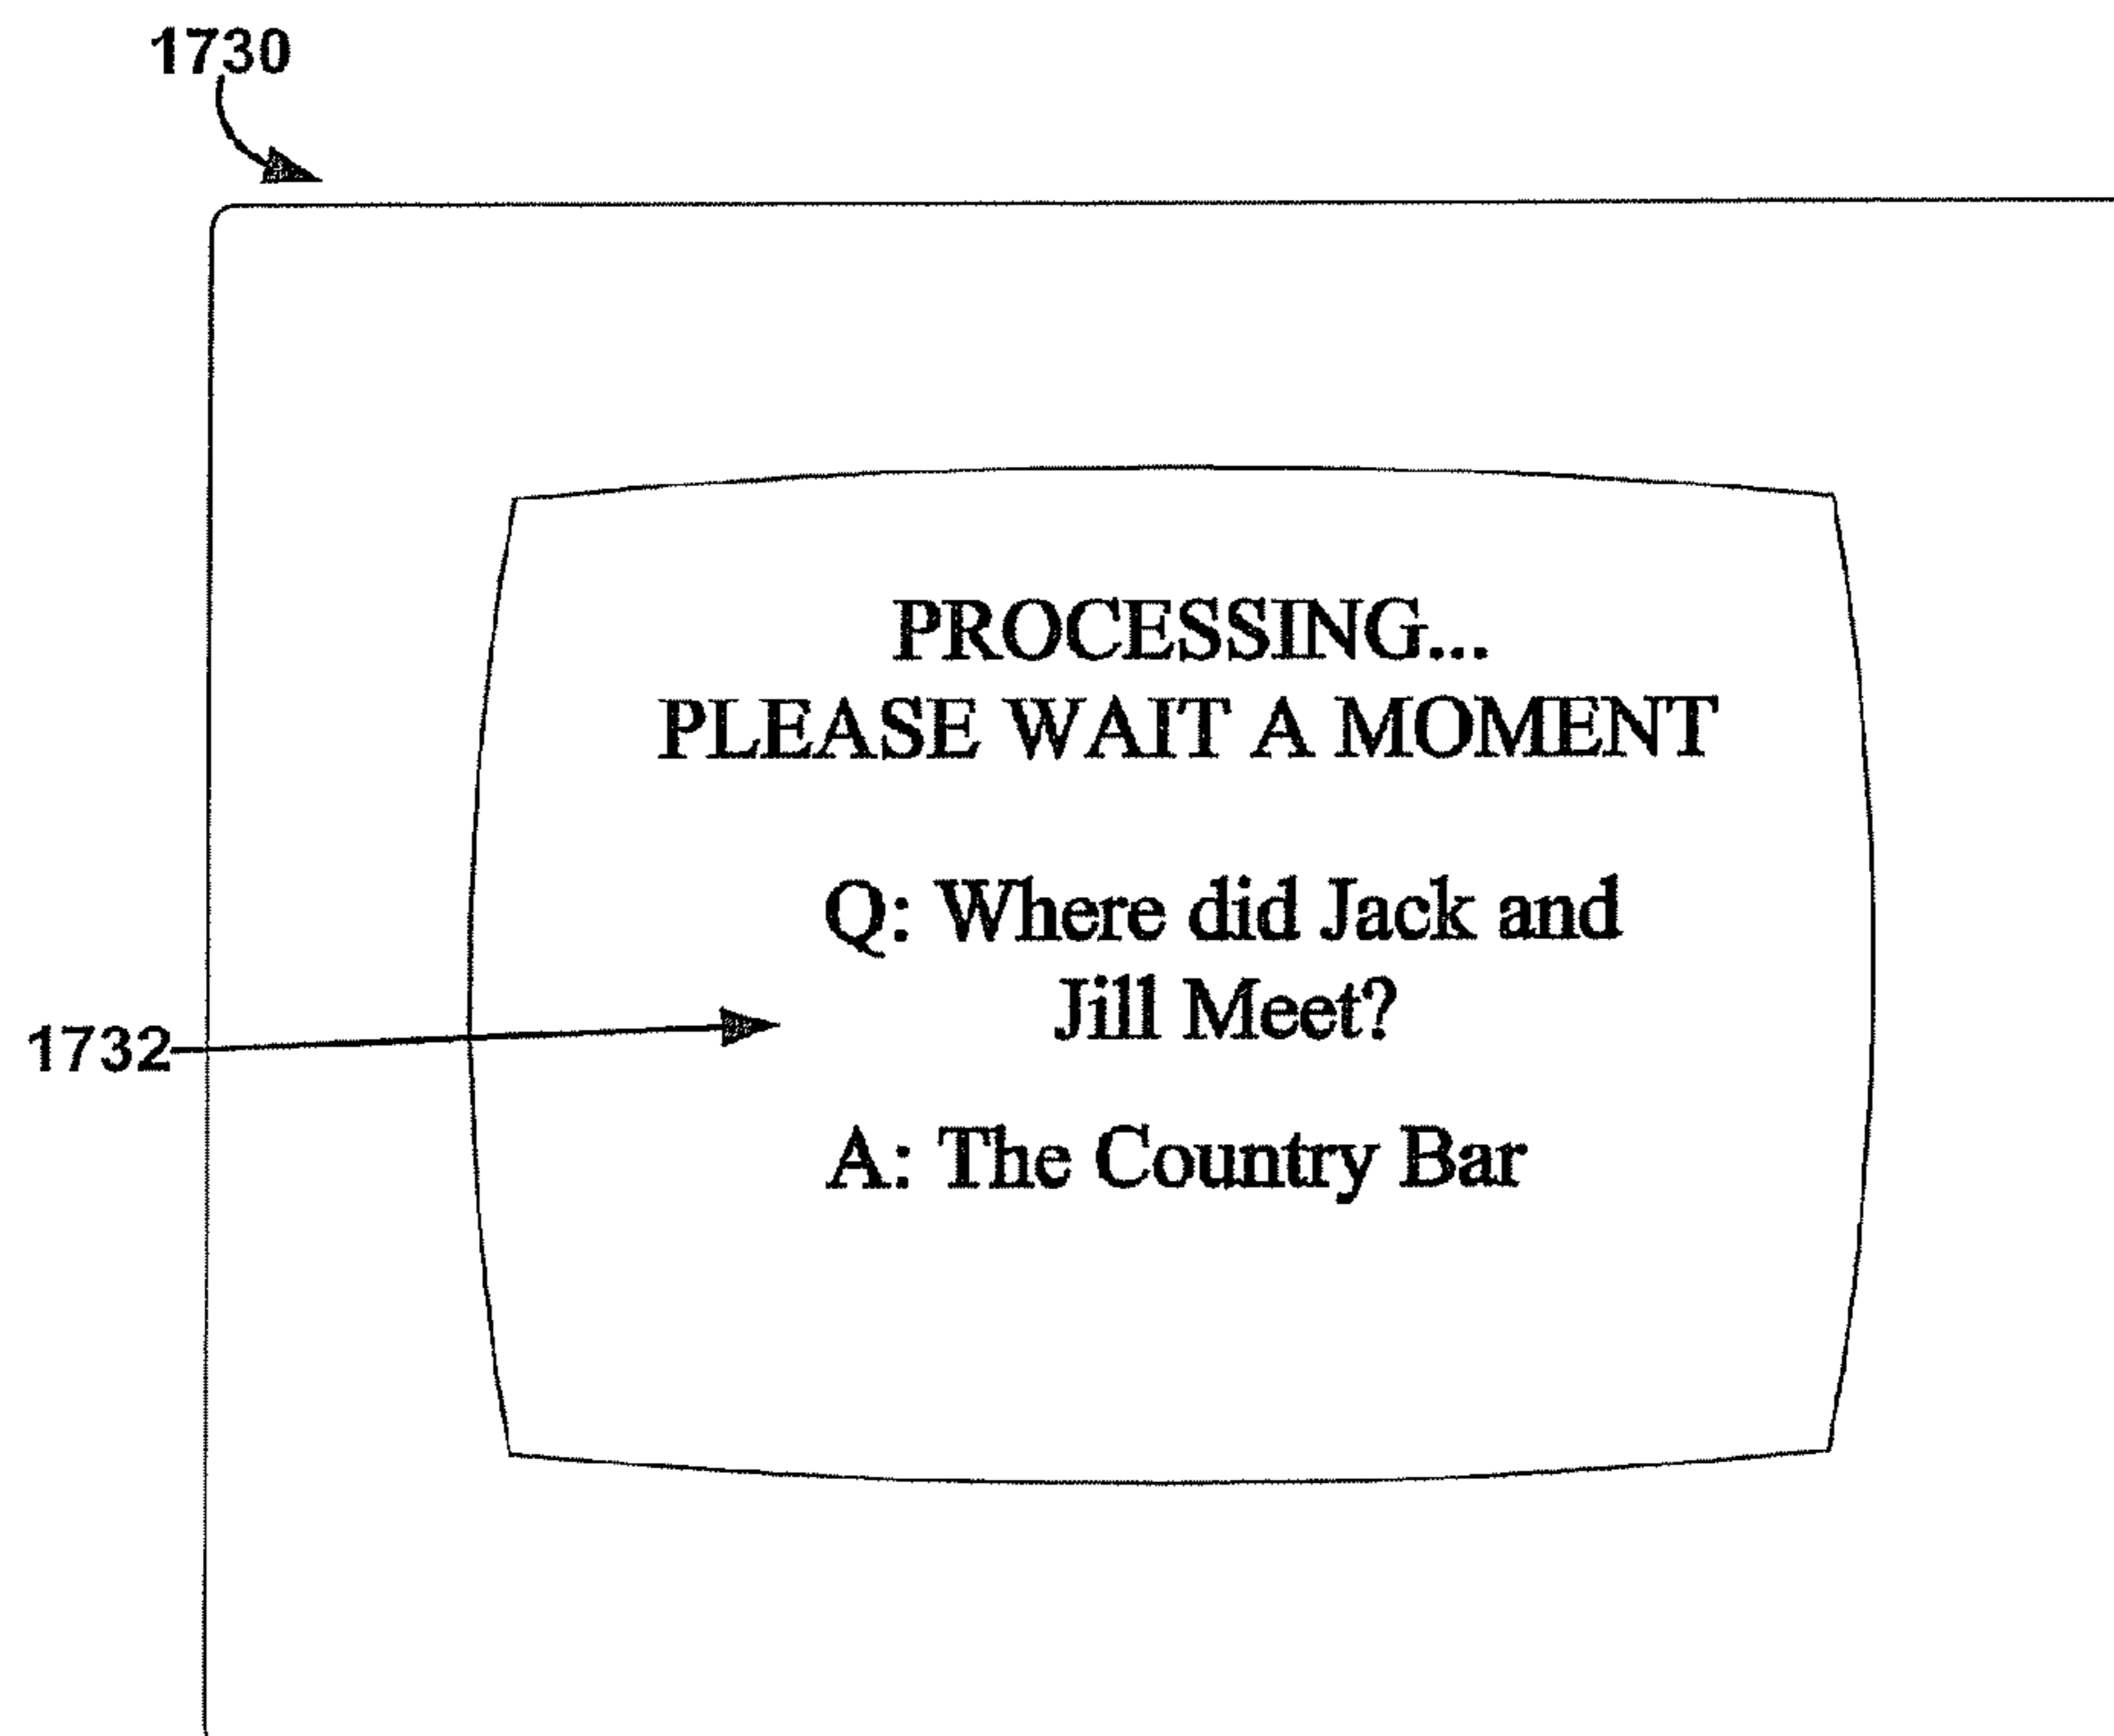 1730
PROCESSING...
PLEASE WAIT A MOMENT
Q: Where did Jack and
Jill Meet?
1732
A: The Country Bar